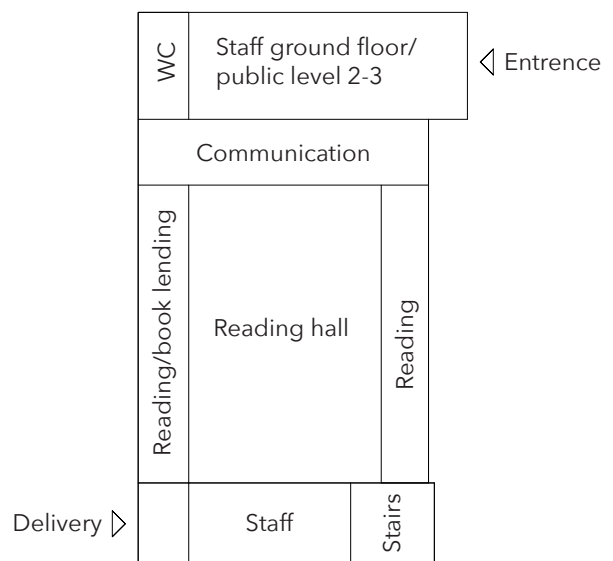 WC
Staff ground floor/
public level 2-3
Entrence
Communication
Reading/book lending
Reading hall
Reading
Delivery
Staff
Stairs